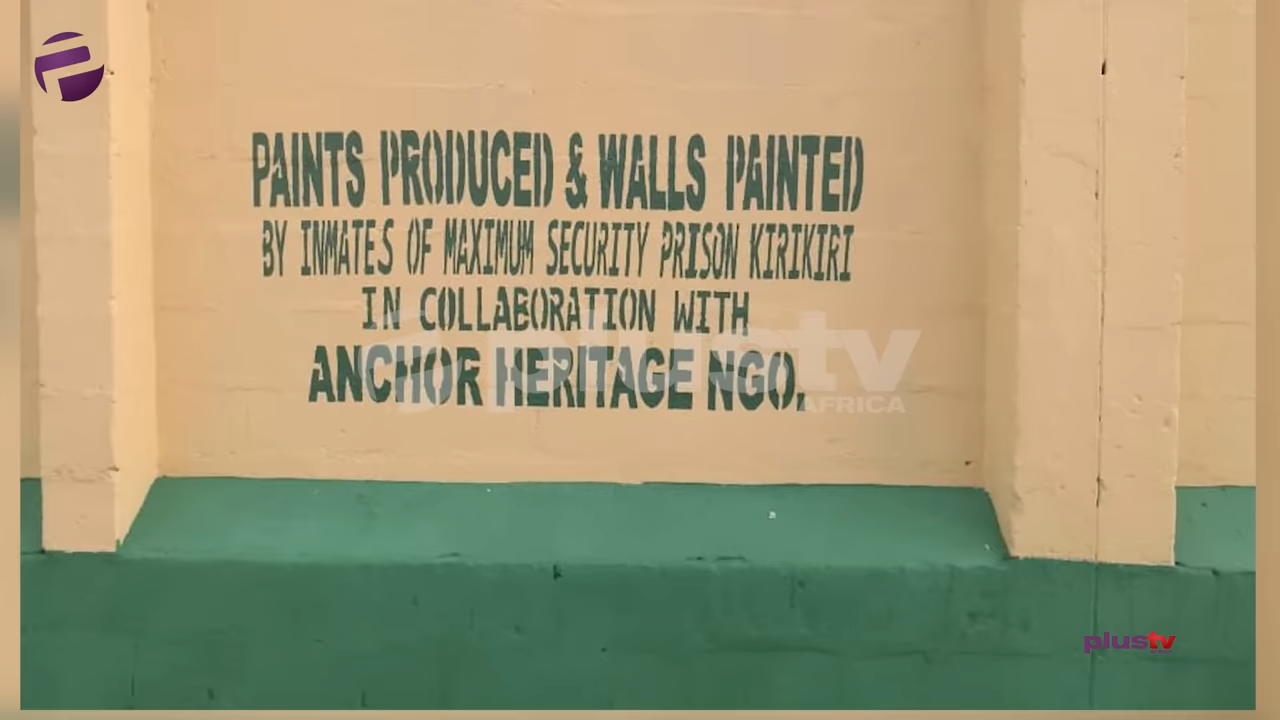 PAINTS PRODUCED & WALLS PAINTED
BY INMATES OF MAXIMUM SECURITY PRISON KIRIKIRI
IN COLLABORATION WITH
ANCHOR HERITAGE NGO.
plustv
AFRICA
plustv